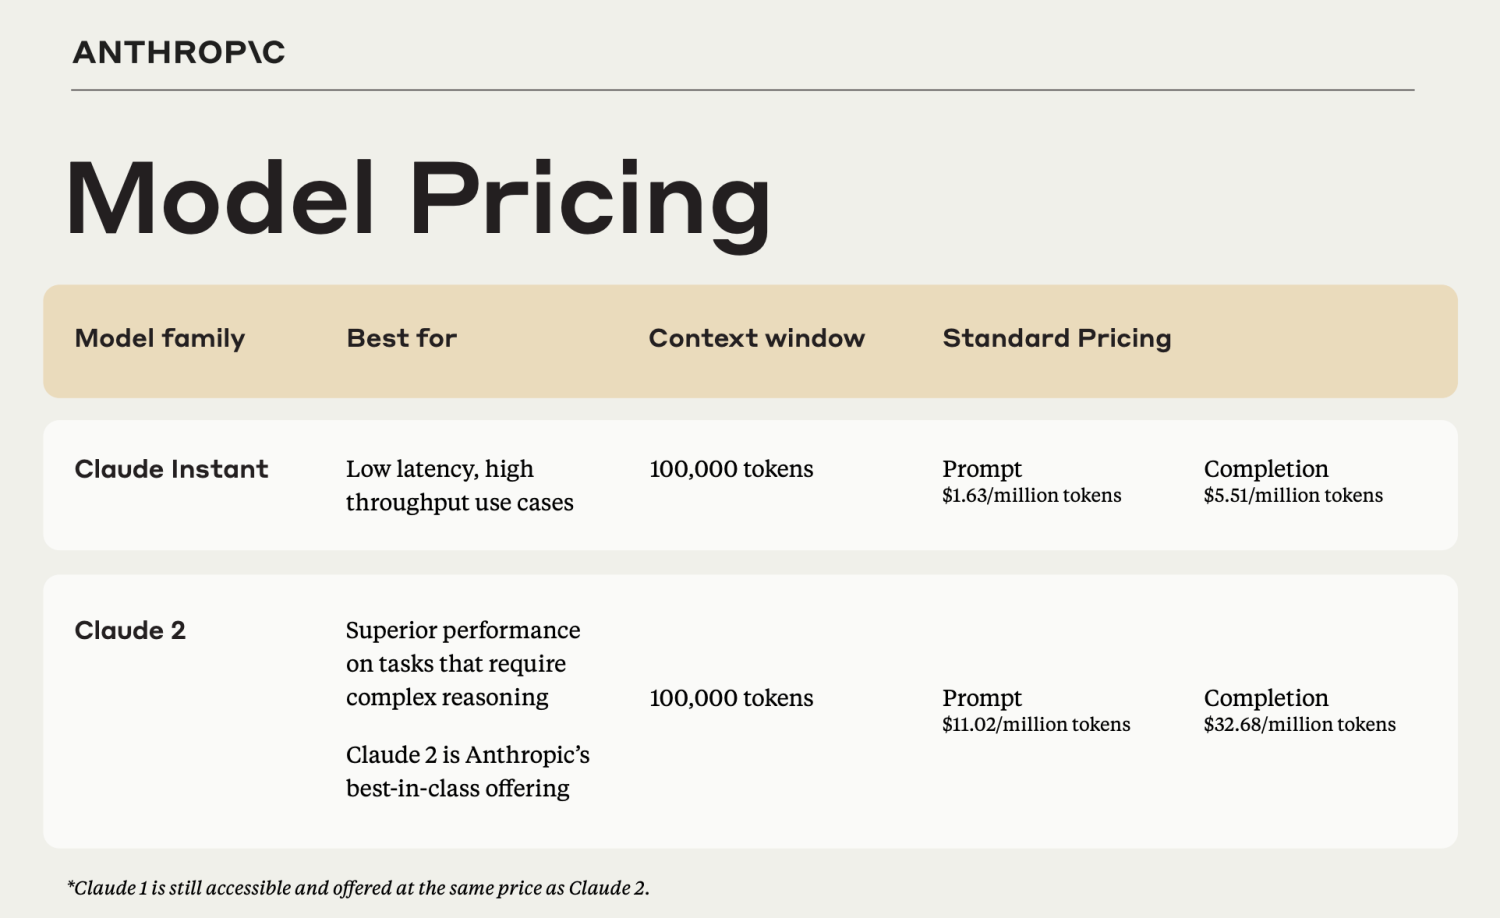 ANTHROP\C
Model Pricing
Model family Best for Context window Standard Pricing
Claude Instant
Low latency, high
throughput use cases
100,000 tokens
Prompt
$1.63/million tokens
Completion
$5.51/million tokens
Claude 2
Superior performance
on tasks that require
complex reasoning
Claude 2 is Anthropic’s
best-in-class offering
100,000 tokens
Prompt
$11.02/million tokens
Completion
$32.68/million tokens
*Claude 1 is still accessible and offered at the same price as Claude 2.